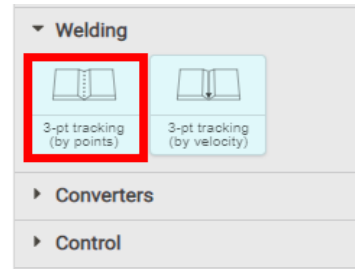 Welding
3-pt tracking
(by points)
3-pt tracking
(by velocity)
Converters
Control